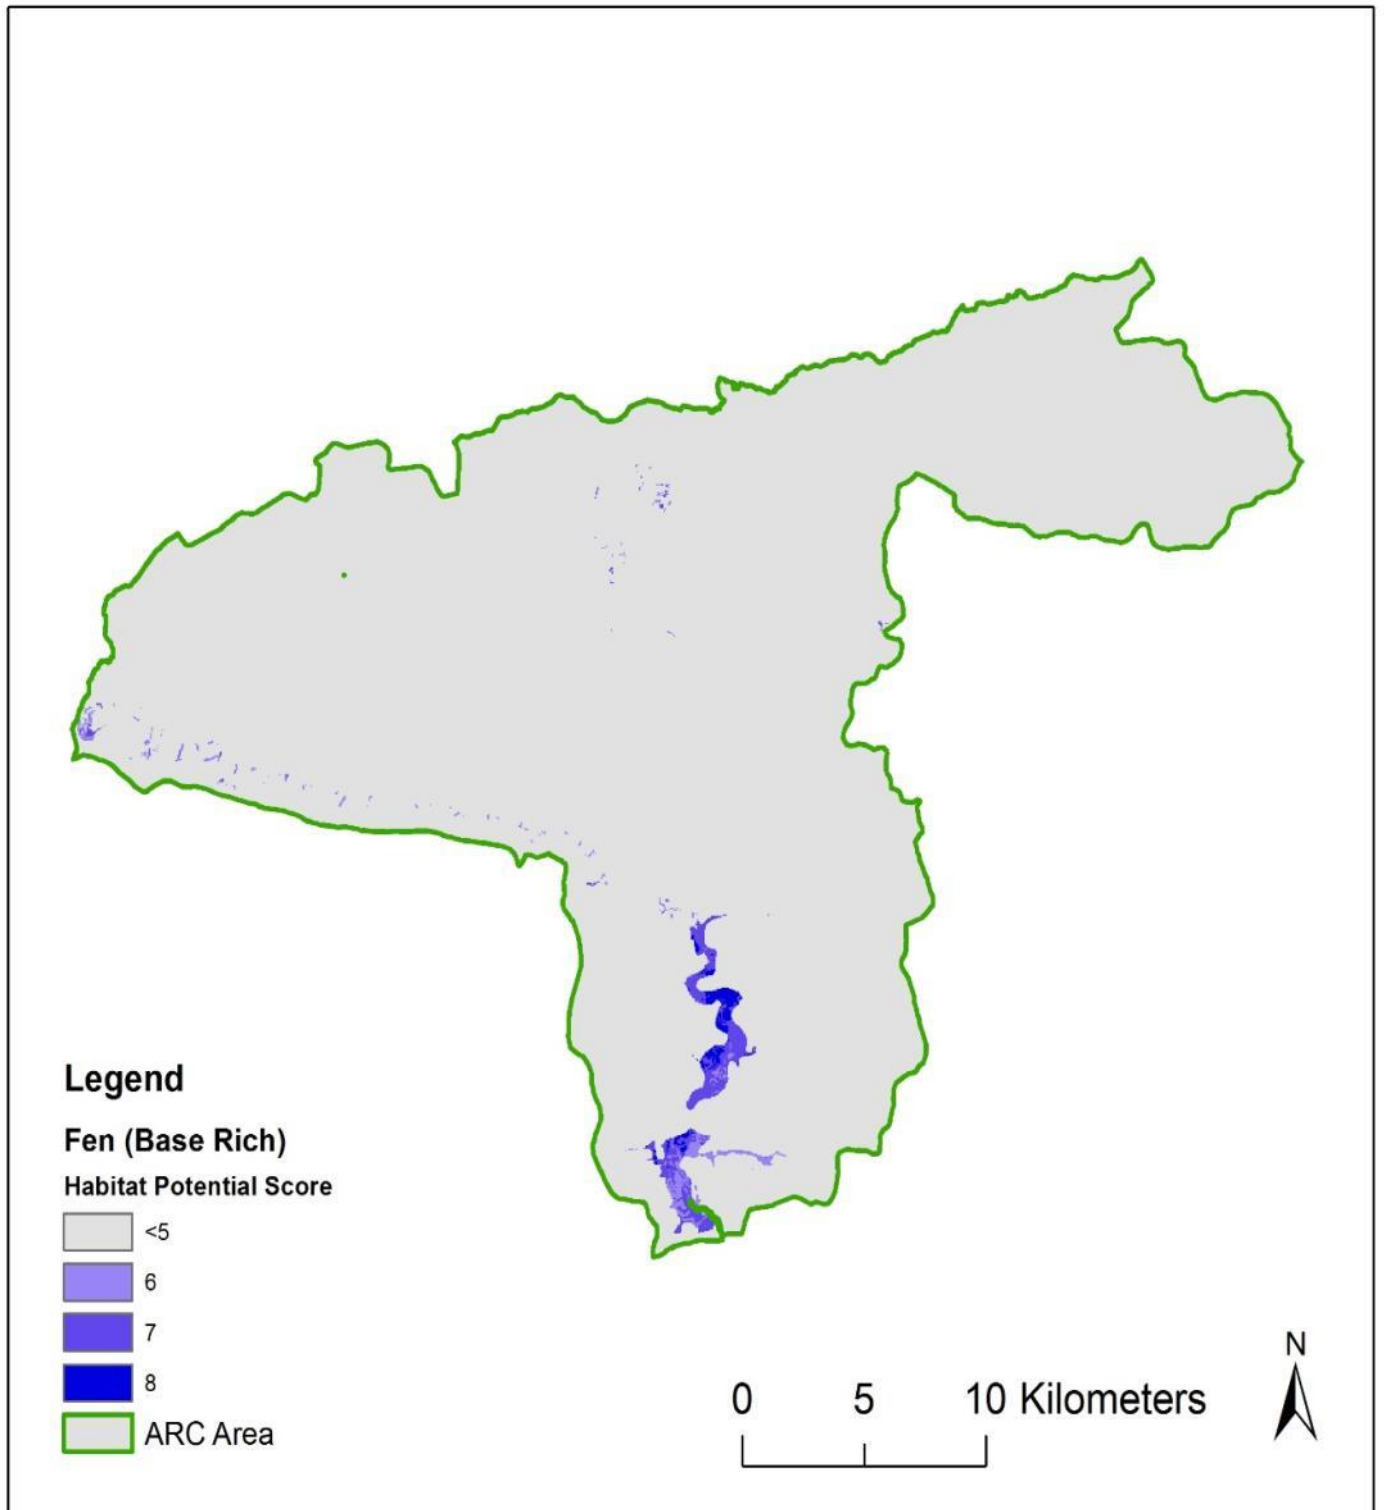 Legend
Fen (Base Rich)
Habitat Potential Score
<5
6
7
8
ARC Area
0 5 10 Kilometers
N